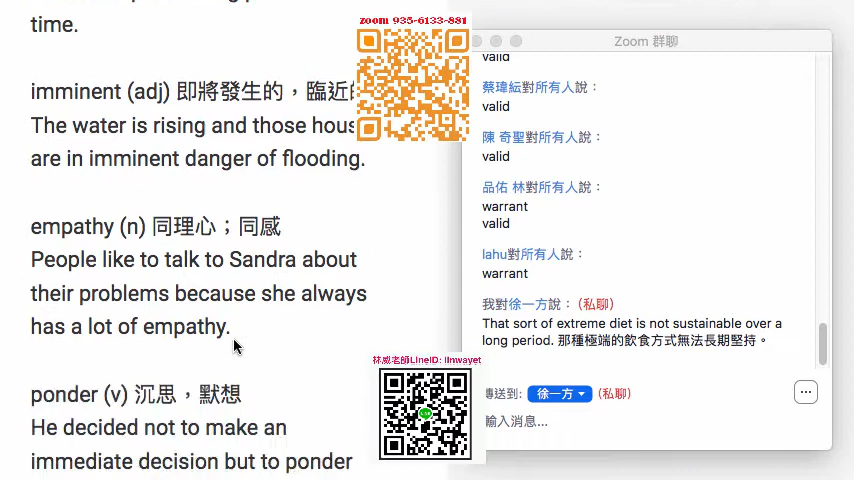 time.
imminent (adj) 即將發生的，臨近
The water is rising and those hous
are in imminent danger of flooding.
empathy (n) 同理心；同感
People like to talk to Sandra about
their problems because she always
has a lot of empathy.
ponder (v) 沉思，默想
He decided not to make an
immediate decision but to ponder
zoom 935-6133-881
林威老師LineID: linwayet
Zoom 群聊
valid
蔡瑋紜對所有人說：
valid
陳 奇聖對所有人說：
valid
品佑 林對所有人說：
warrant
valid
lahu對所有人說：
warrant
我對徐一方說： (私聊)
That sort of extreme diet is not sustainable over a
long period. 那種極端的飲食方式無法長期堅持。
傳送到: 徐一方 (私聊)
輸入消息...